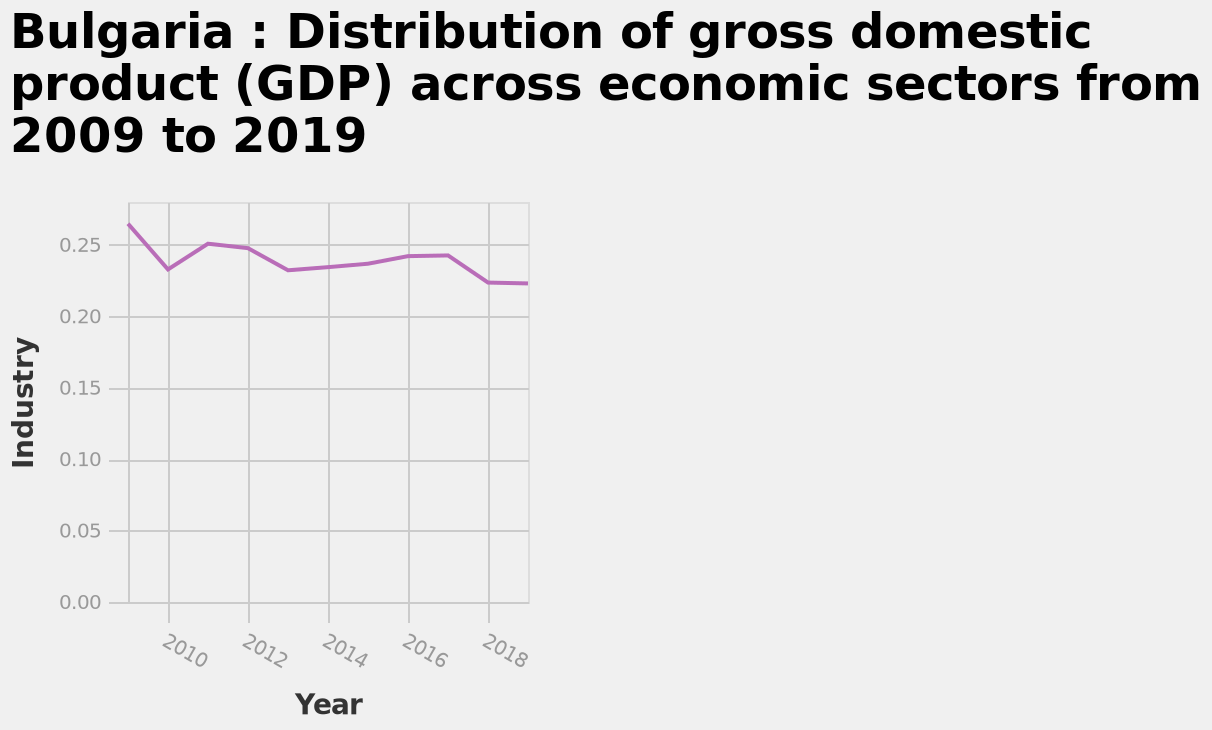 Bulgaria : Distribution of gross domestic
product (GDP) across economic sectors from
2009 to 2019
Industry
0.25
0.20
0.15
0.10
0.05
0.00
2010
2012
2014
2016
2018
Year